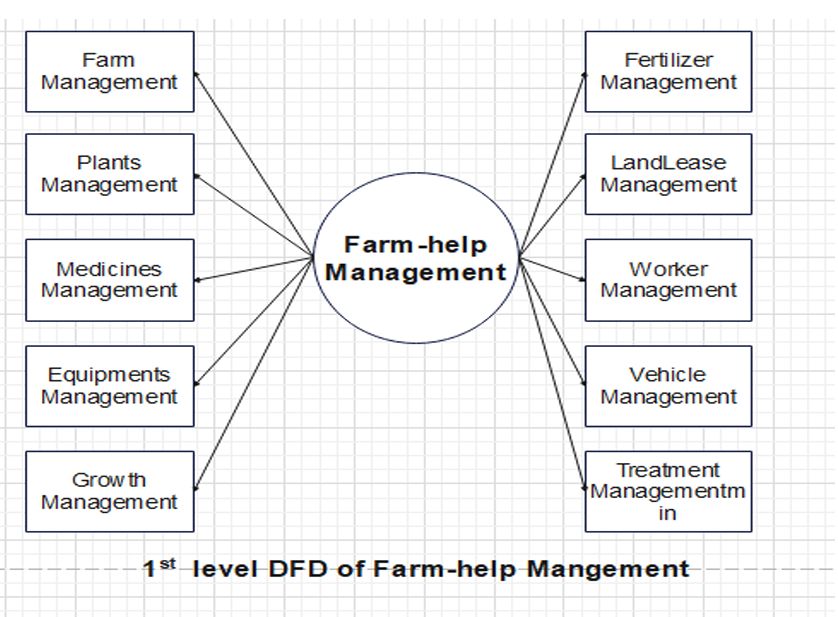 Farm
Management
Plants
Management
Medicines
Management
Equipments
Management
Growth
Management
Farm-help
Management
Fertilizer
Management
LandLease
Management
Worker
Management
Vehicle
Management
Treatment
Managementm
in
1st level DFD of Farm-help Mangement